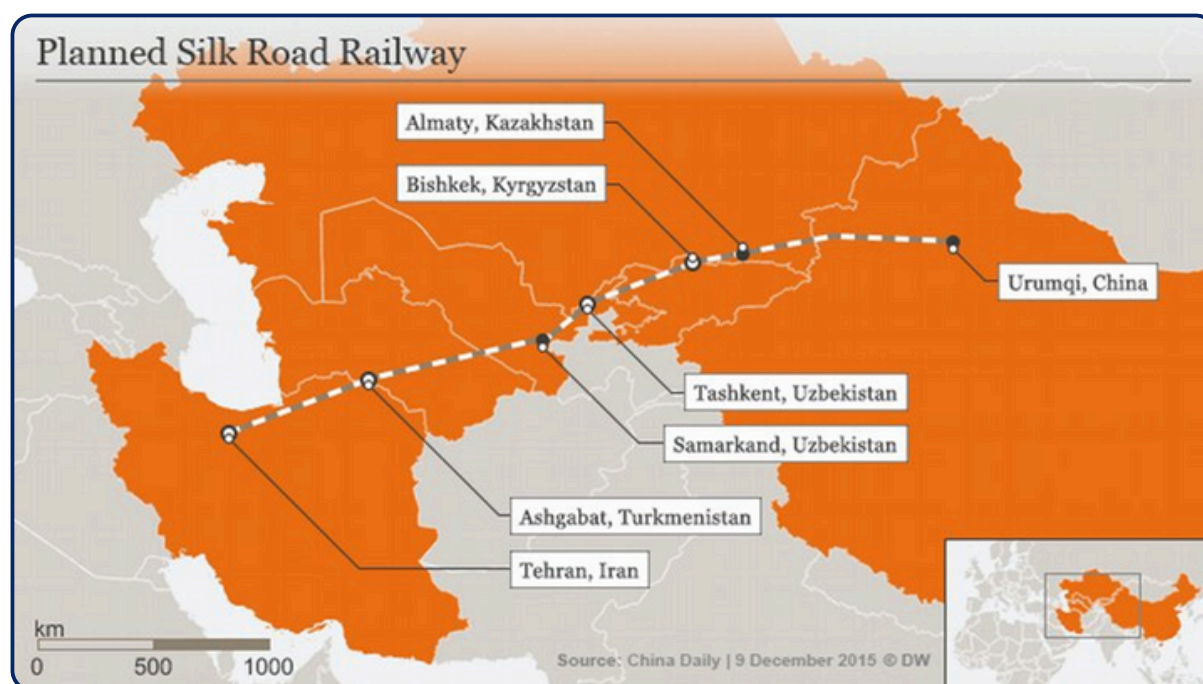 Planned Silk Road Railway
Almaty, Kazakhstan
Bishkek, Kyrgyzstan
Urumqi, China
Tashkent, Uzbekistan
Samarkand, Uzbekistan
Ashgabat, Turkmenistan
Tehran, Iran
km
0 500 1000
Source: China Daily | 9 December 2015 © DW